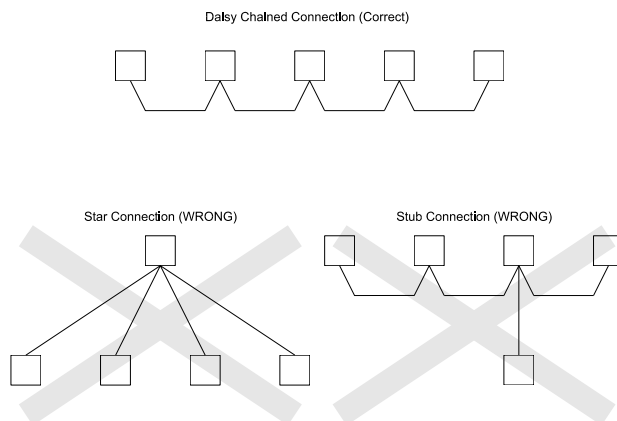 Daisy Chained Connection (Correct)
Star Connection (WRONG)
Stub Connection (WRONG)